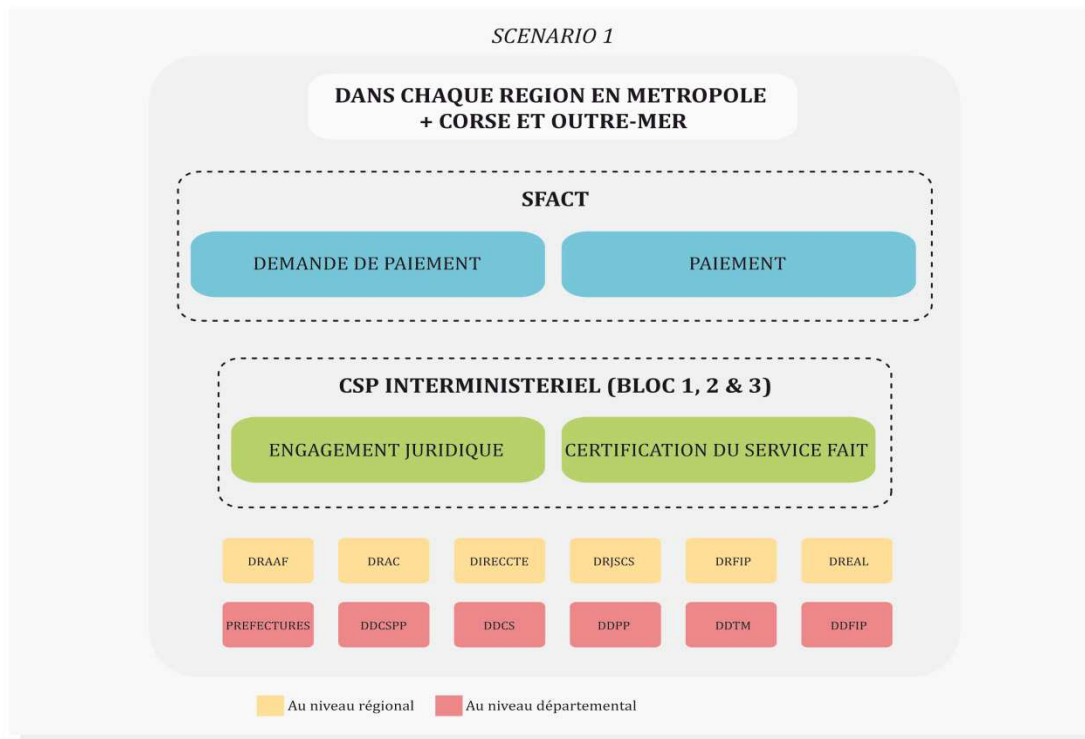 SCENARIO 1
DANS CHAQUE REGION EN METROPOLE
+ CORSE ET OUTRE-MER
SFACT
DEMANDE DE PAIEMENT
PAIEMENT
CSP INTERMINISTERIEL (BLOC 1, 2 & 3)
ENGAGEMENT JURIDIQUE
CERTIFICATION DU SERVICE FAIT
DRAAF
DRAC
DIRECCTE
DRJSCS
DRFIP
DREAL
PREFECTURES
DDCSPP
DDCS
DDPP
DDTM
DDFIP
Au niveau régional
Au niveau départemental